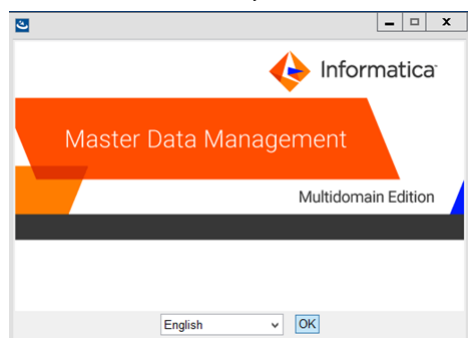 Informatica
Master Data Management
Multidomain Edition
English
OK